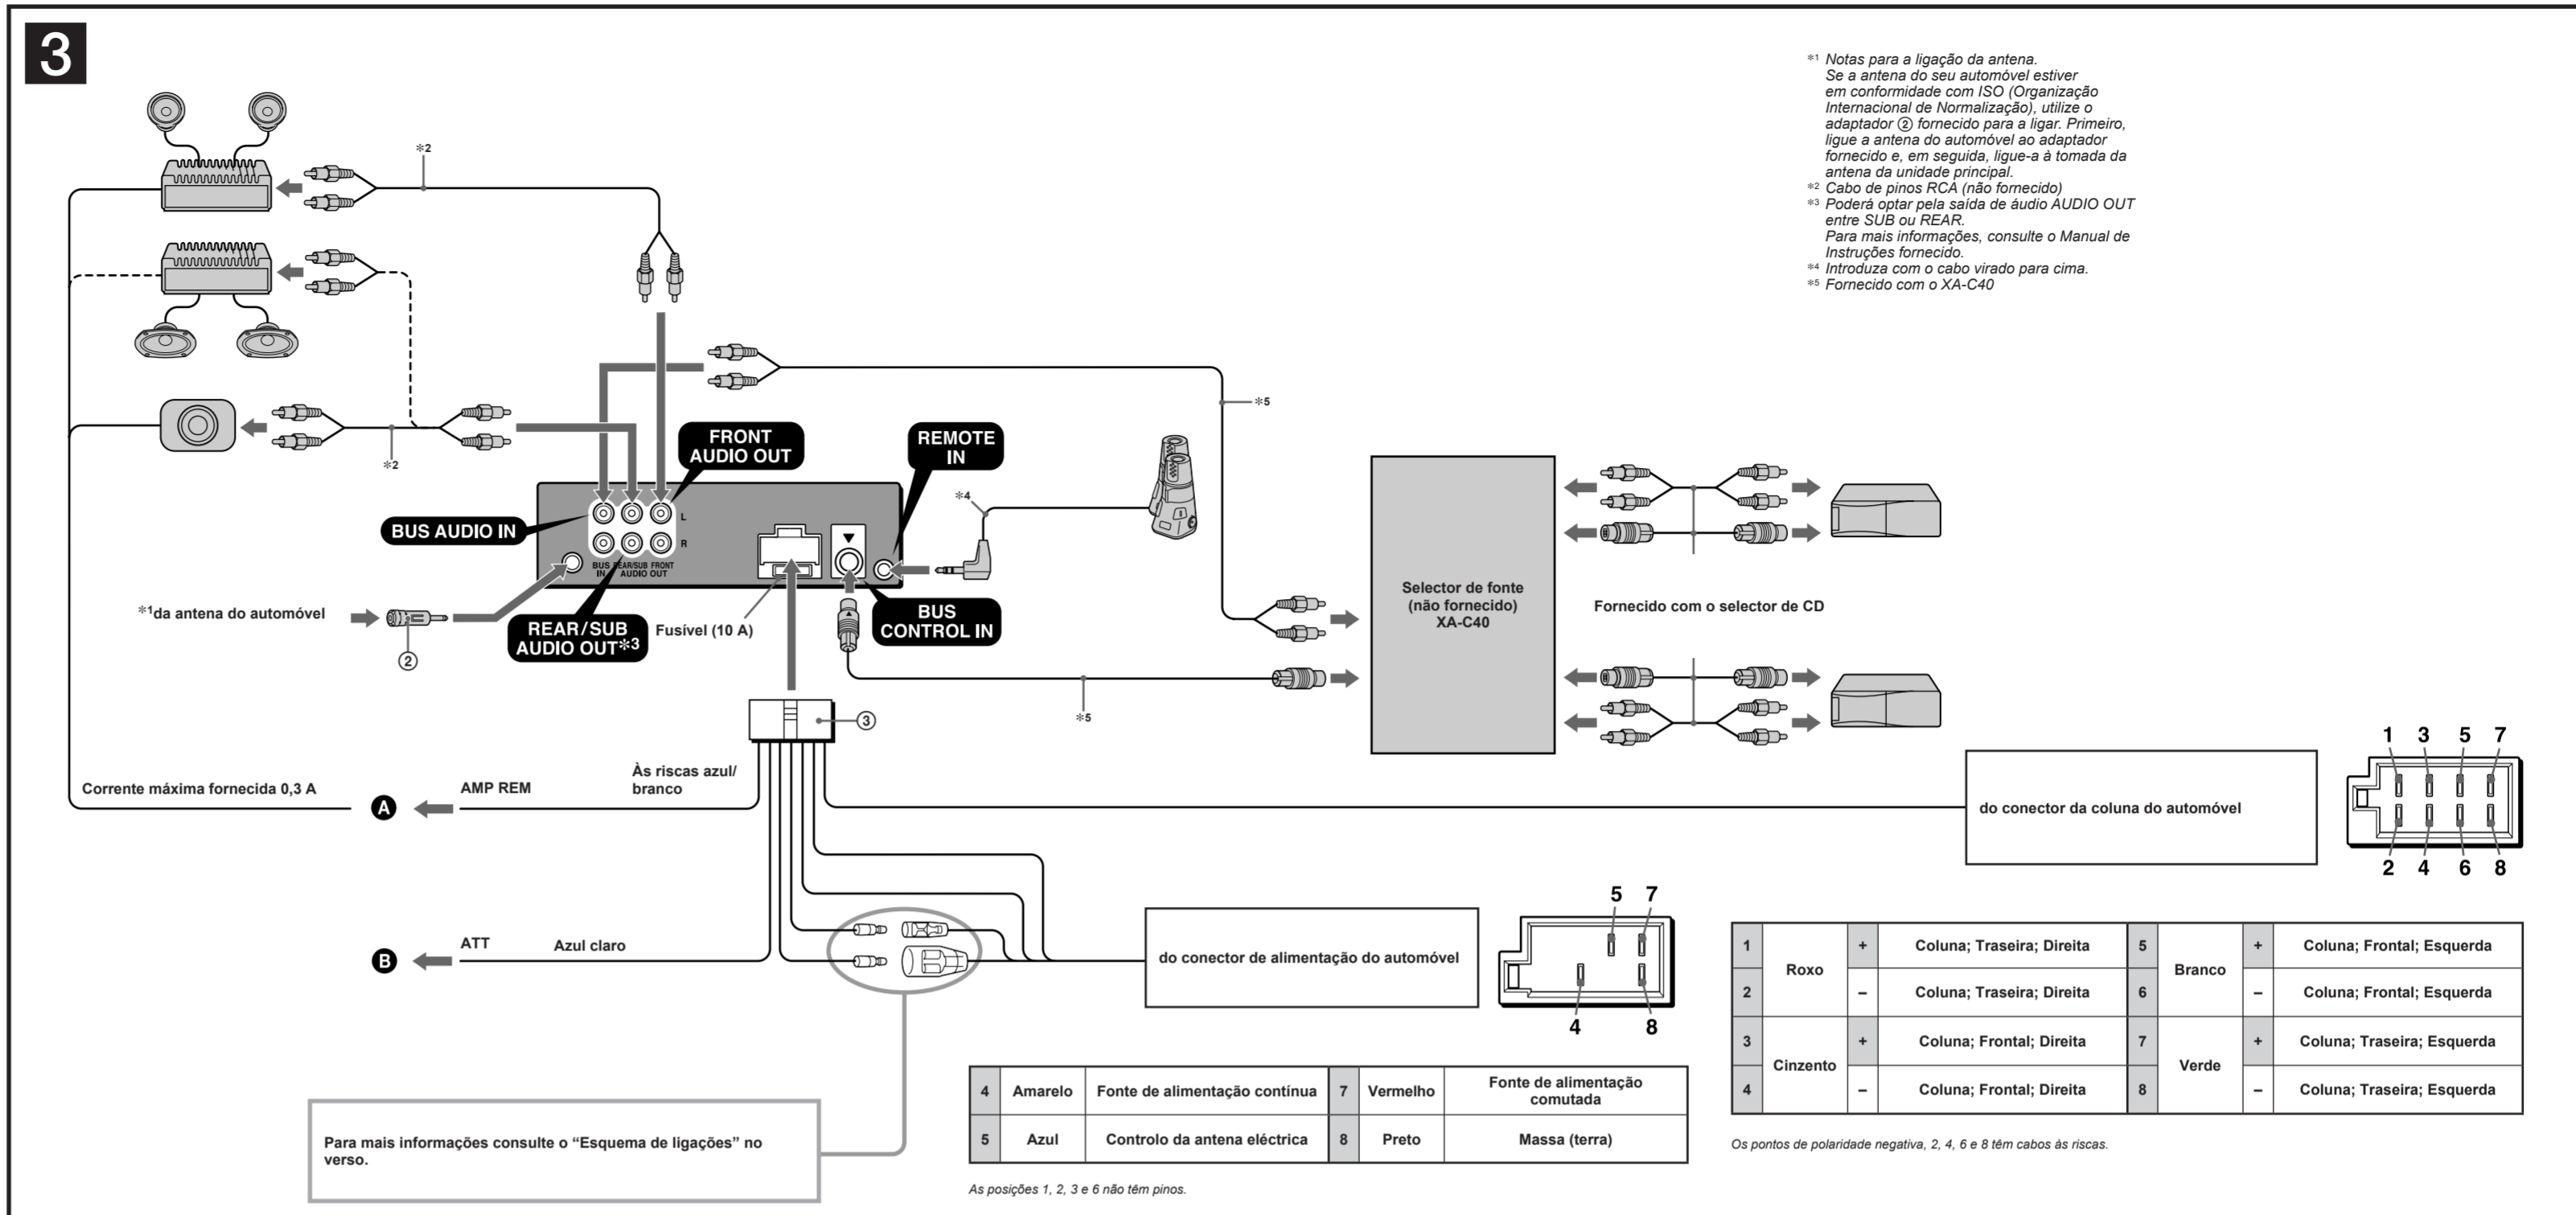 3
*1 Notas para a ligação da antena.
Se a antena do seu automóvel estiver
em conformidade com ISO (Organização
Internacional de Normalização), utilize o
adaptador ② fornecido para a ligar. Primeiro,
ligue a antena do automóvel ao adaptador
fornecido e, em seguida, ligue-a à tomada da
antena da unidade principal.
*2 Cabo de pinos RCA (não fornecido)
*3 Poderá optar pela saída de áudio AUDIO OUT
entre SUB ou REAR.
Para mais informações, consulte o Manual de
Instruções fornecido.
*4 Introduza com o cabo virado para cima.
*5 Fornecido com o XA-C40
*2
*5
*2
FRONT
AUDIO OUT
REMOTE
IN
*4
BUS AUDIO IN
L
R
BUS REAR/SUB FRONT
IN AUDIO OUT
*1da antena do automóvel
②
REAR/SUB
AUDIO OUT*3
Fusível (10 A)
BUS
CONTROL IN
Selector de fonte
(não fornecido)
XA-C40
Fornecido com o selector de CD
*5
③
Corrente máxima fornecida 0,3 A
A
AMP REM
Às riscas azul/
branco
do conector da coluna do automóvel
1 3 5 7
2 4 6 8
B
ATT
Azul claro
do conector de alimentação do automóvel
5 7
4 8
1 Roxo + Coluna; Traseira; Direita 5 Branco + Coluna; Frontal; Esquerda
2 – Coluna; Traseira; Direita 6 – Coluna; Frontal; Esquerda
3 Cinzento + Coluna; Frontal; Direita 7 Verde + Coluna; Traseira; Esquerda
4 – Coluna; Frontal; Direita 8 – Coluna; Traseira; Esquerda
Os pontos de polaridade negativa, 2, 4, 6 e 8 têm cabos às riscas.
4 Amarelo Fonte de alimentação contínua 7 Vermelho Fonte de alimentação
comutada
5 Azul Controlo da antena eléctrica 8 Preto Massa (terra)
As posições 1, 2, 3 e 6 não têm pinos.
Para mais informações consulte o “Esquema de ligações” no
verso.